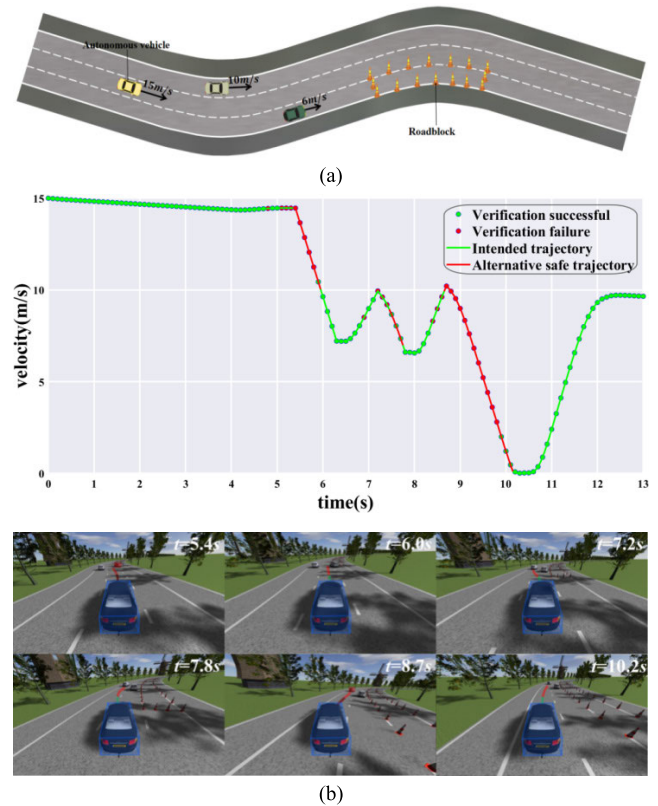 Autonomous vehicle
15m/s
10m/s
6m/s
Roadblock
(a)
velocity(m/s)
15
10
5
0
Verification successful
Verification failure
Intended trajectory
Alternative safe trajectory
0 1 2 3 4 5 6 7 8 9 10 11 12 13
time(s)
t=5.4s t=6.0s t=7.2s
t=7.8s t=8.7s t=10.2s
(b)